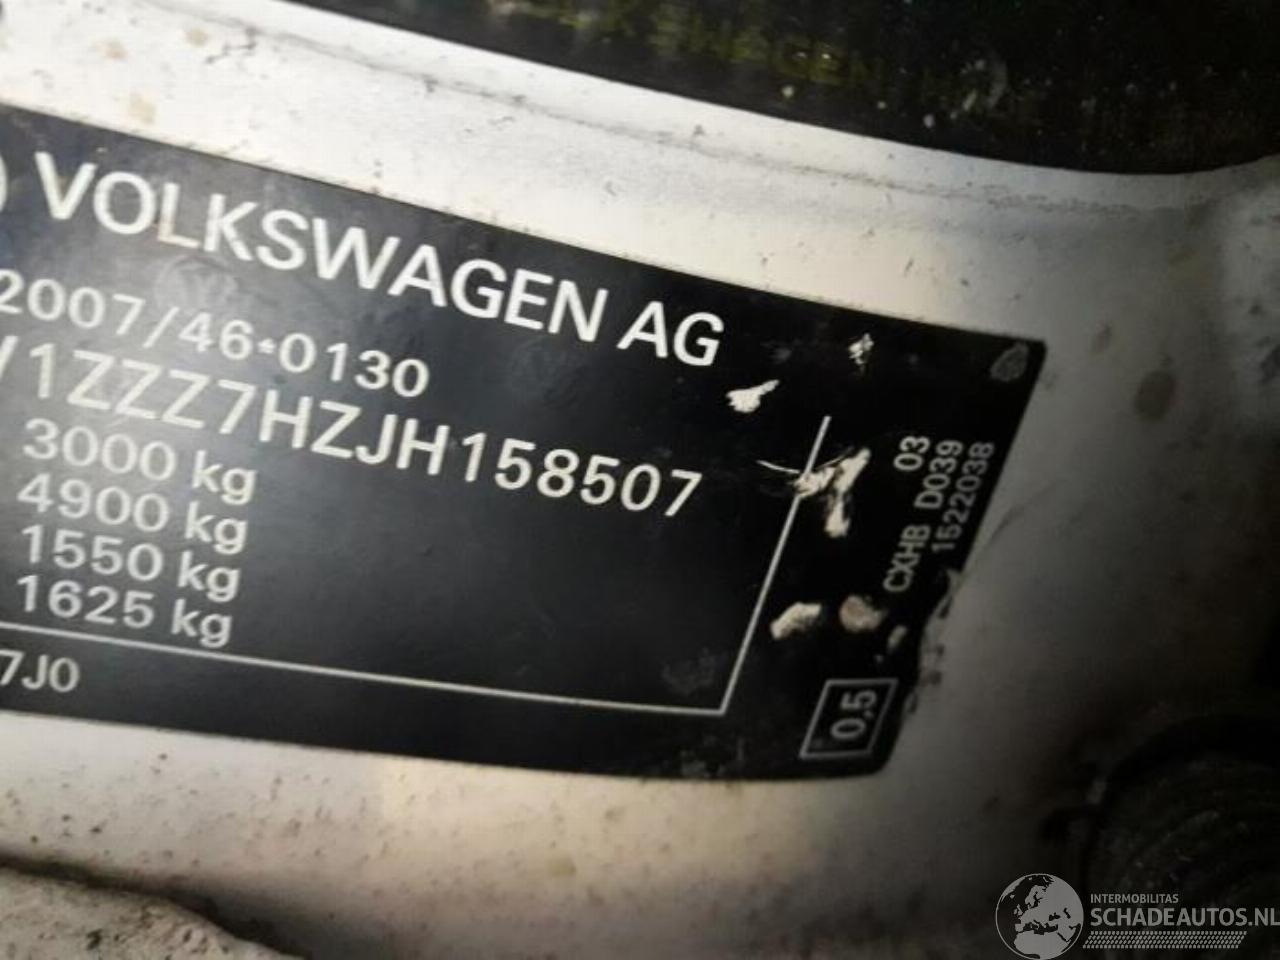 VOLKSWAGEN AG
2007/46*0130
V1ZZZ7HZJH158507
3000 kg
4900 kg
1550 kg
1625 kg
7J0
03
CXHB D039
1522038
0,5
INTERMOBILITAS
SCHADEAUTOS.NL